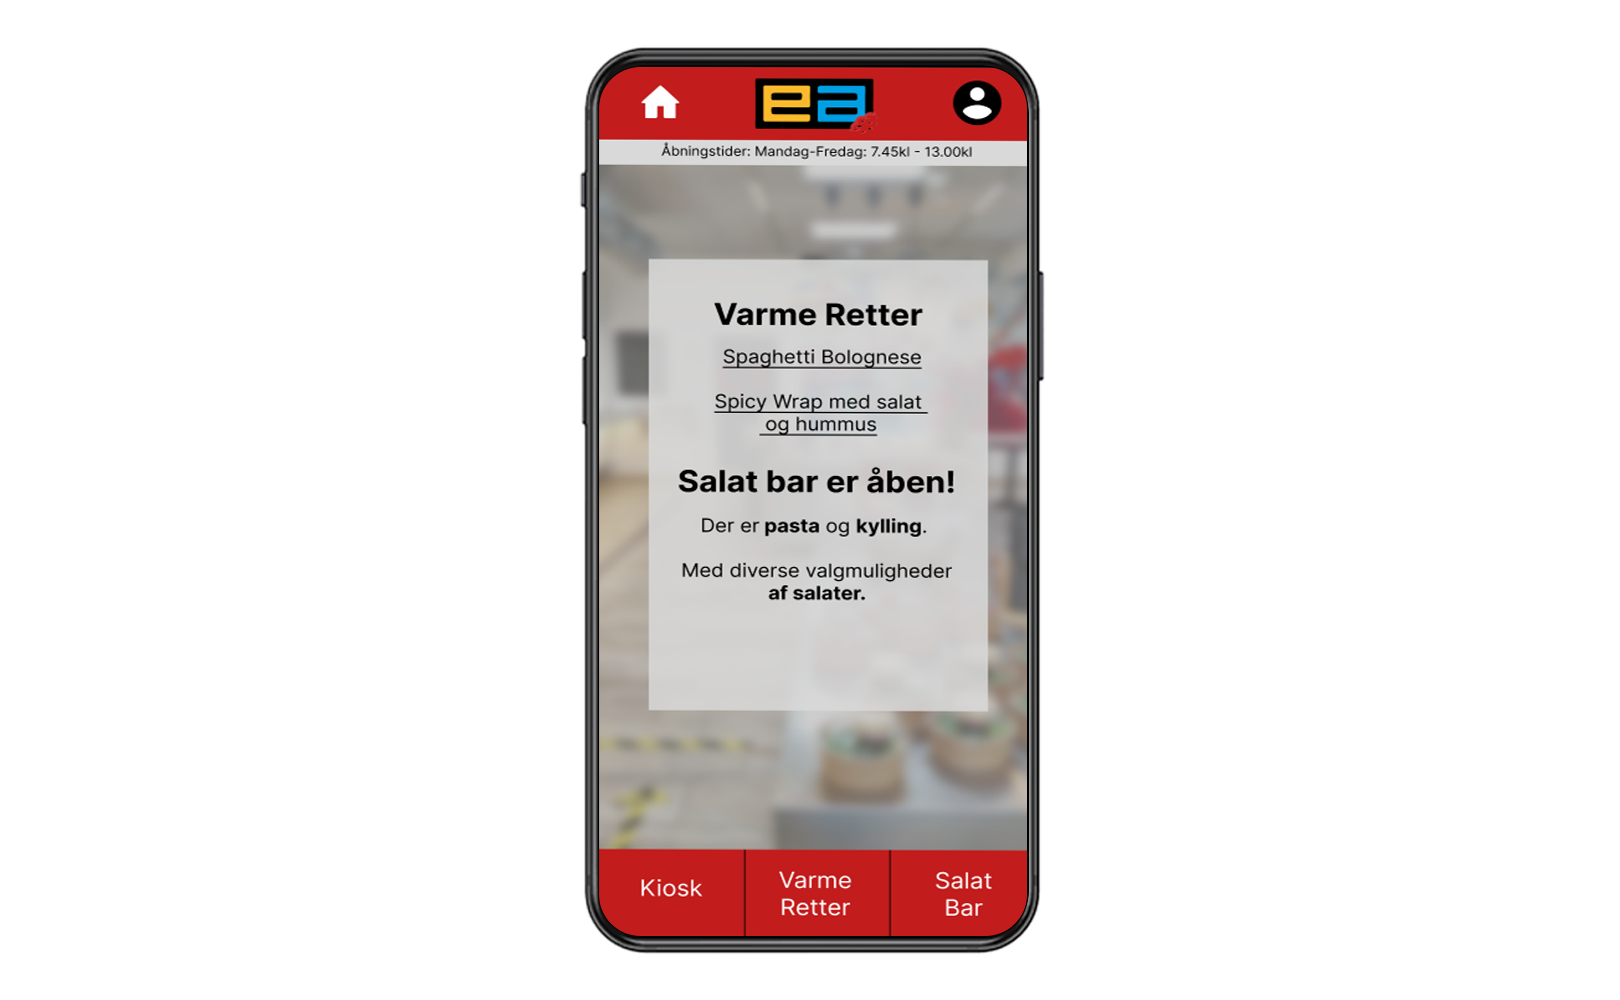 ea
Åbningstider: Mandag-Fredag: 7.45kl - 13.00kl
Varme Retter
Spaghetti Bolognese
Spicy Wrap med salat
og hummus
Salat bar er åben!
Der er pasta og kylling.
Med diverse valgmuligheder
af salater.
Kiosk
Varme
Retter
Salat
Bar